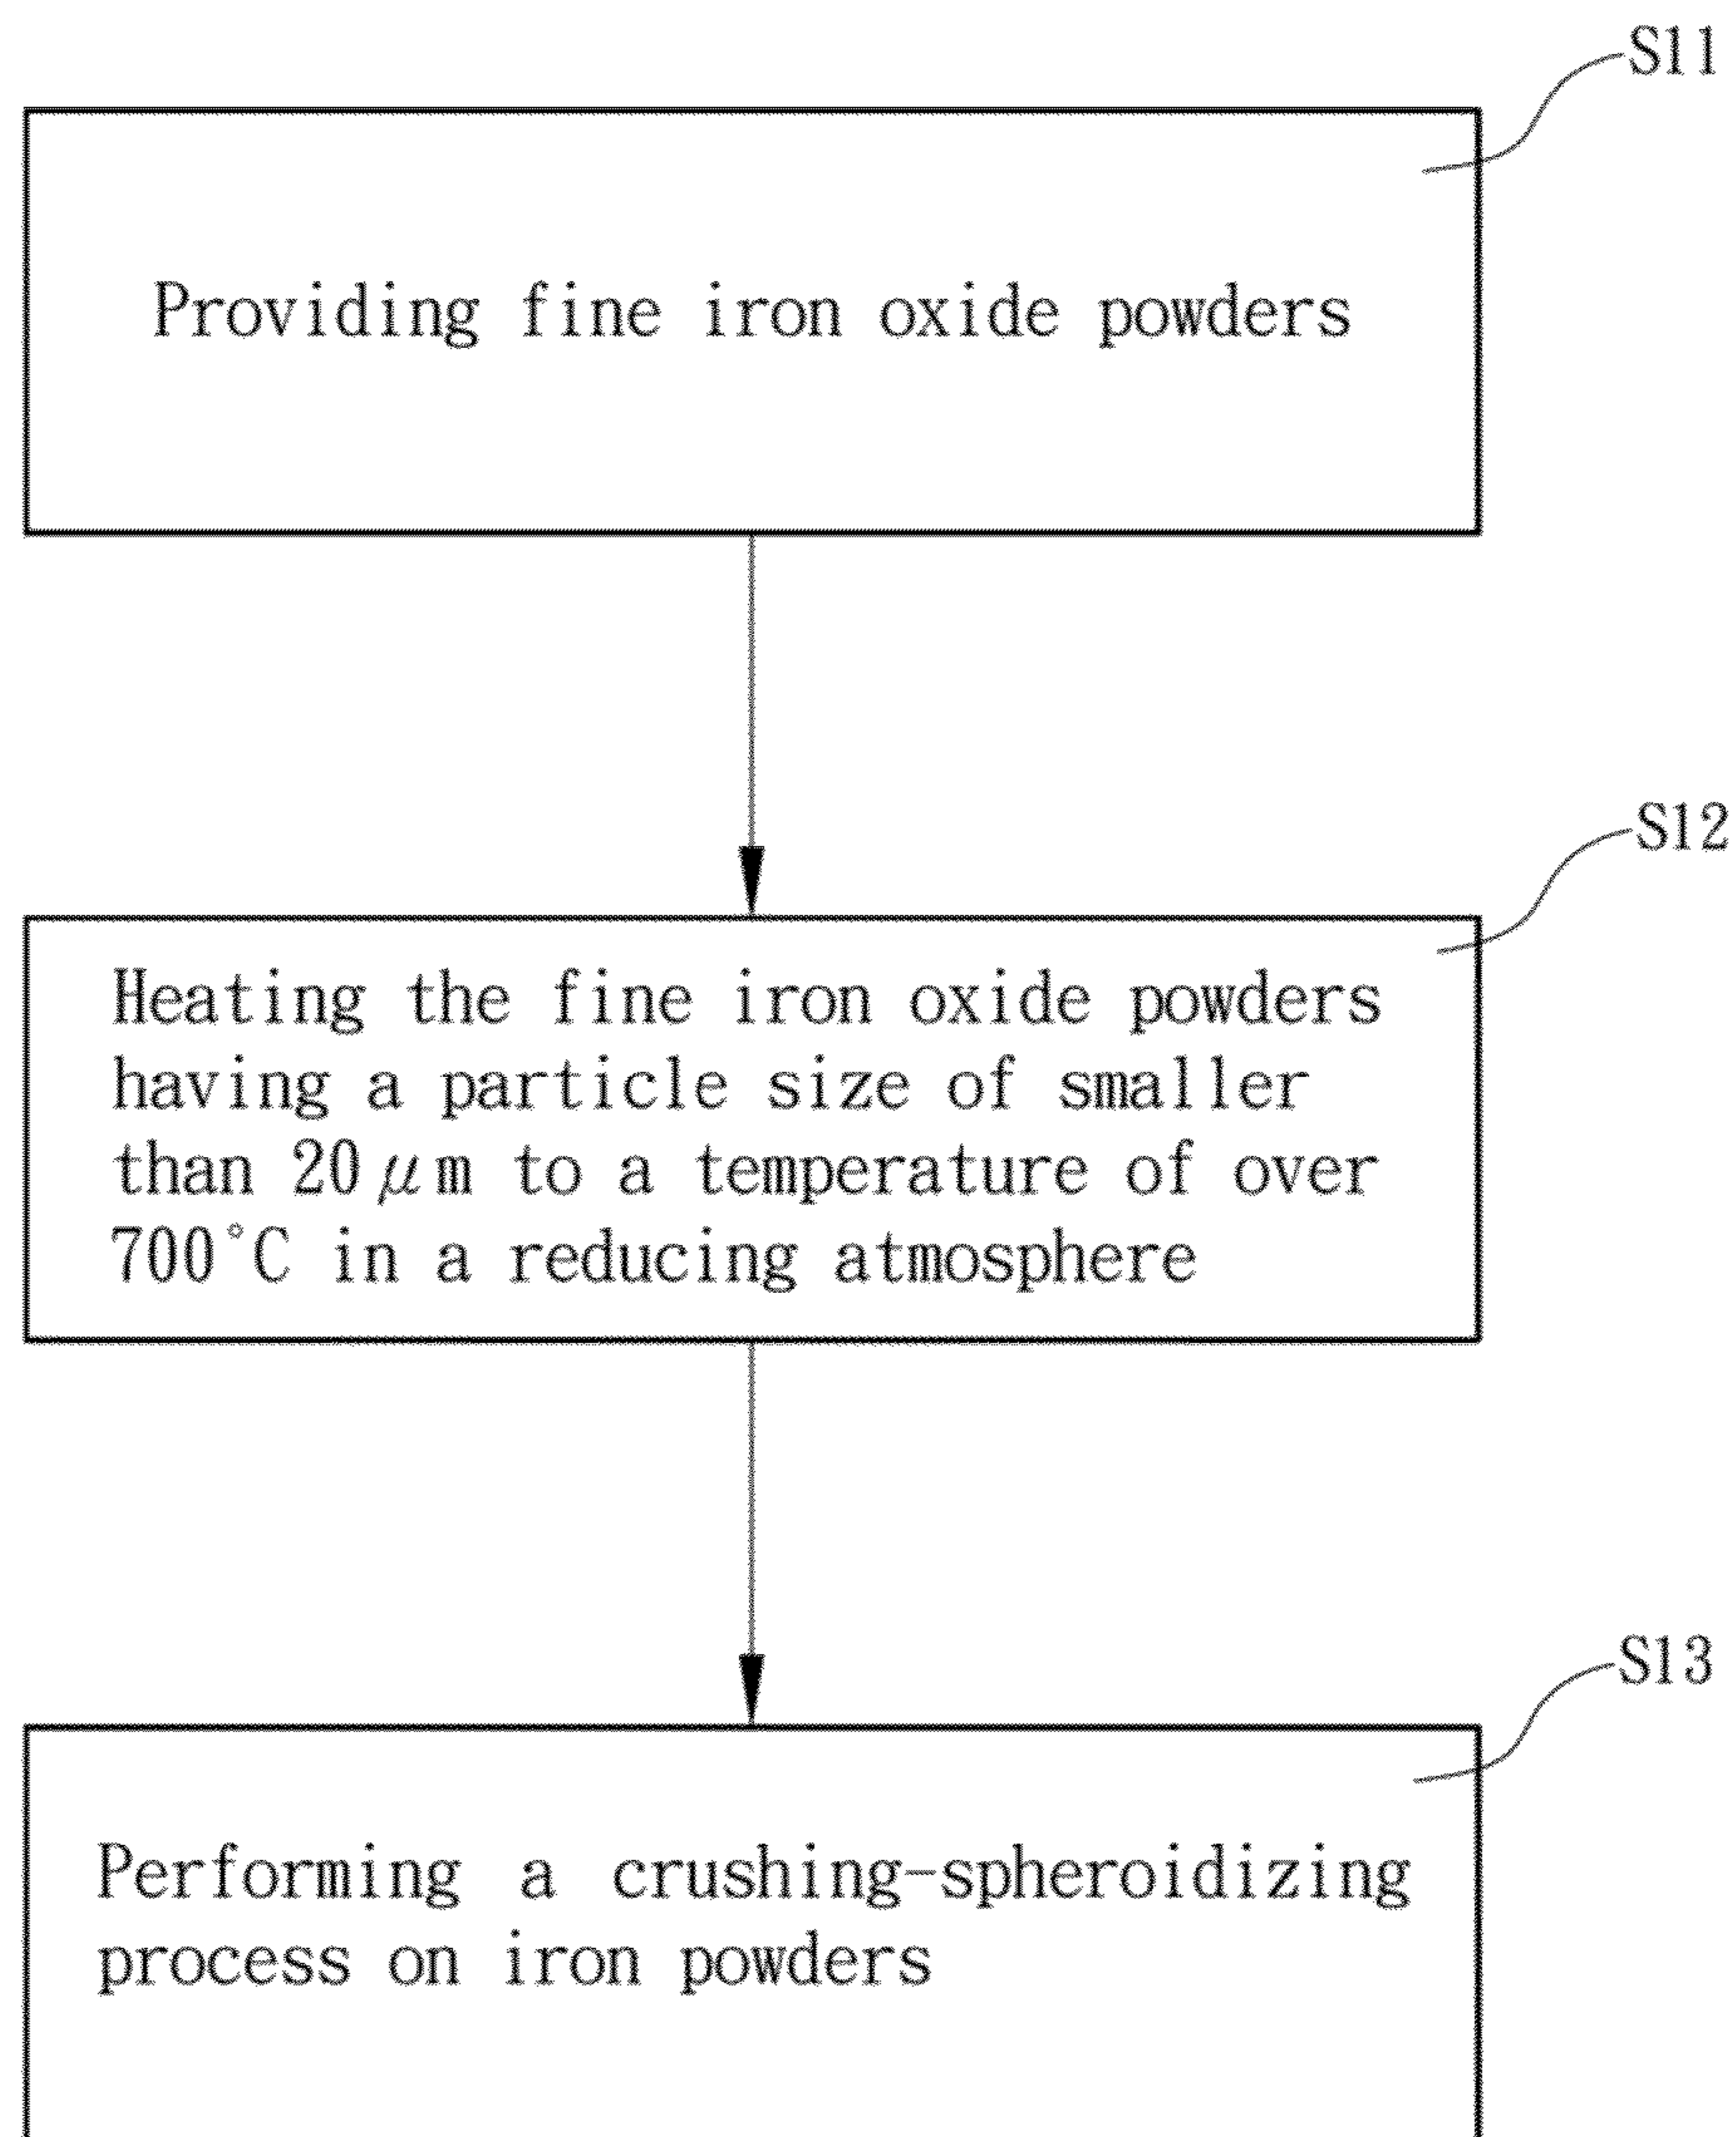 S11
Providing fine iron oxide powders
S12
Heating the fine iron oxide powders
having a particle size of smaller
than 20μm to a temperature of over
700°C in a reducing atmosphere
S13
Performing a crushing-spheroidizing
process on iron powders